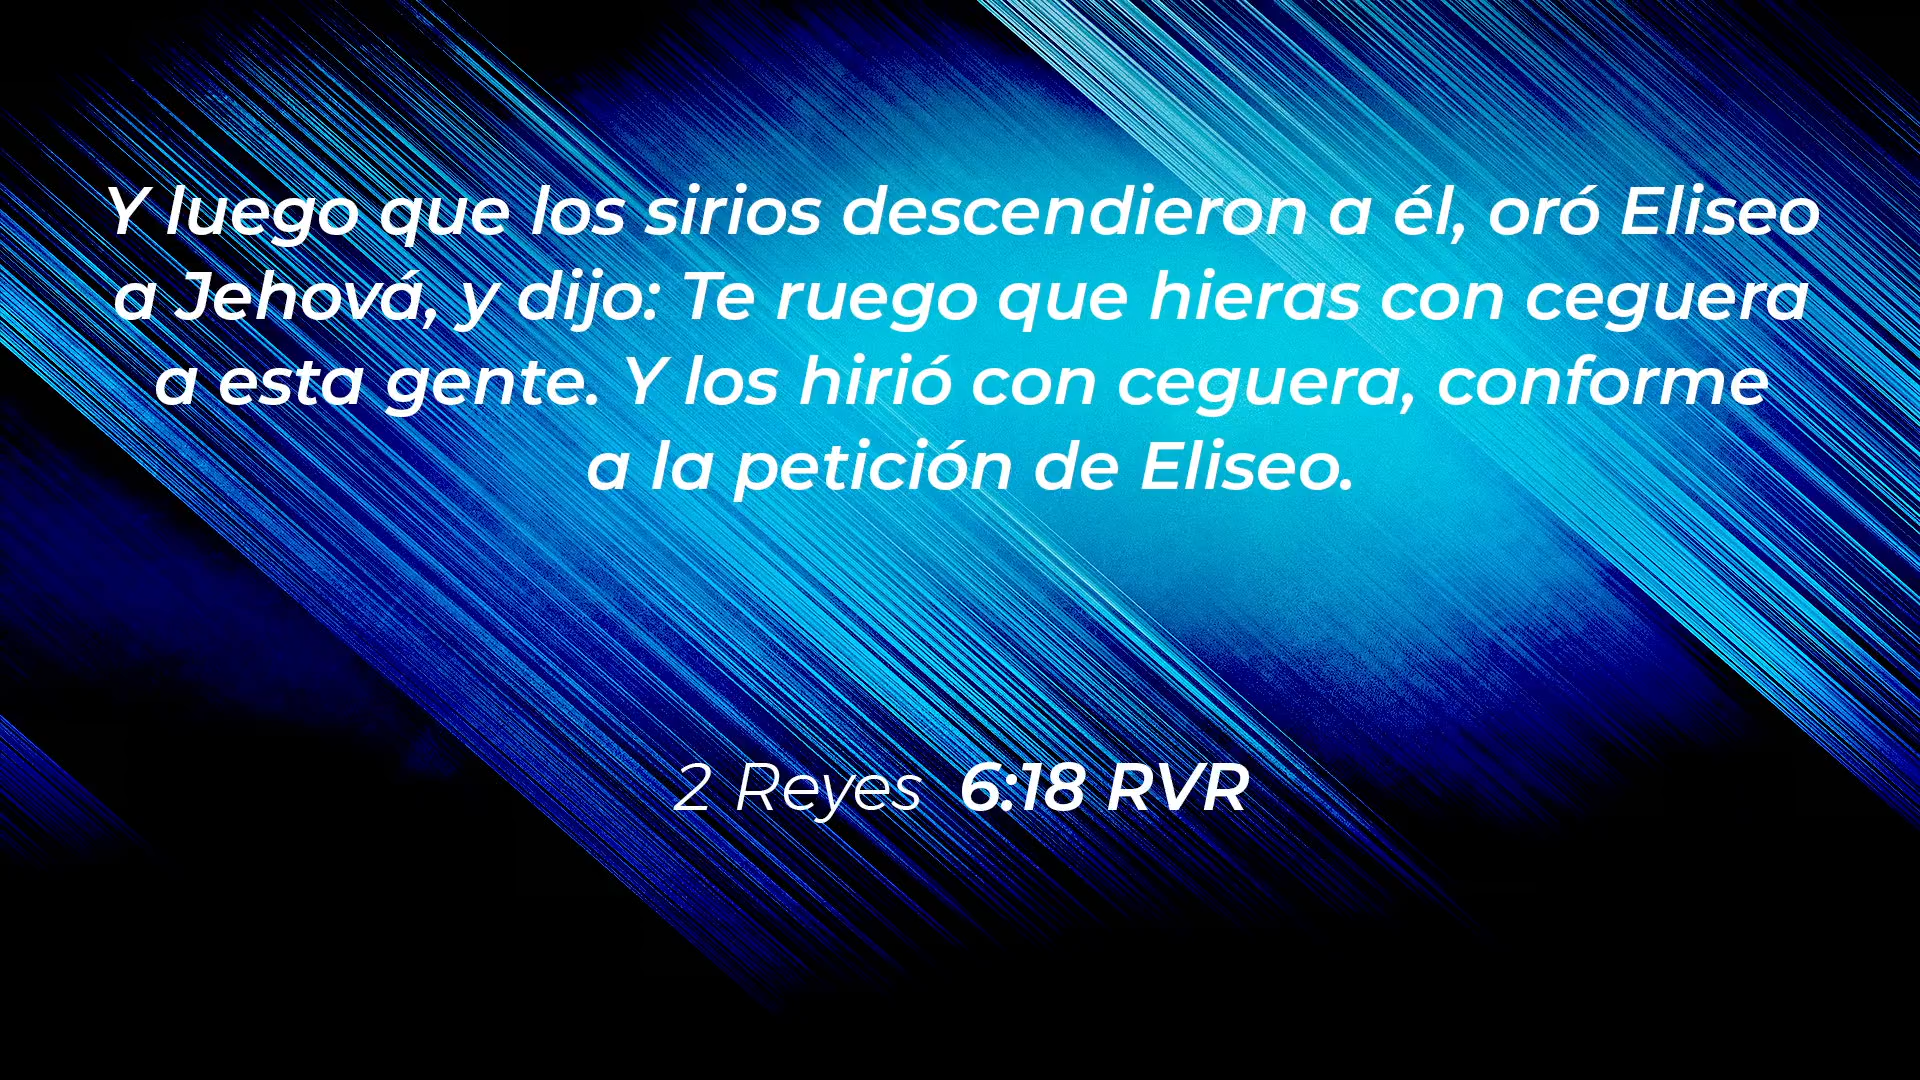 Y luego que los sirios descendieron a él, oró Eliseo
a Jehová, y dijo: Te ruego que hieras con ceguera
a esta gente. Y los hirió con ceguera, conforme
a la petición de Eliseo.
2 Reyes 6:18 RVR